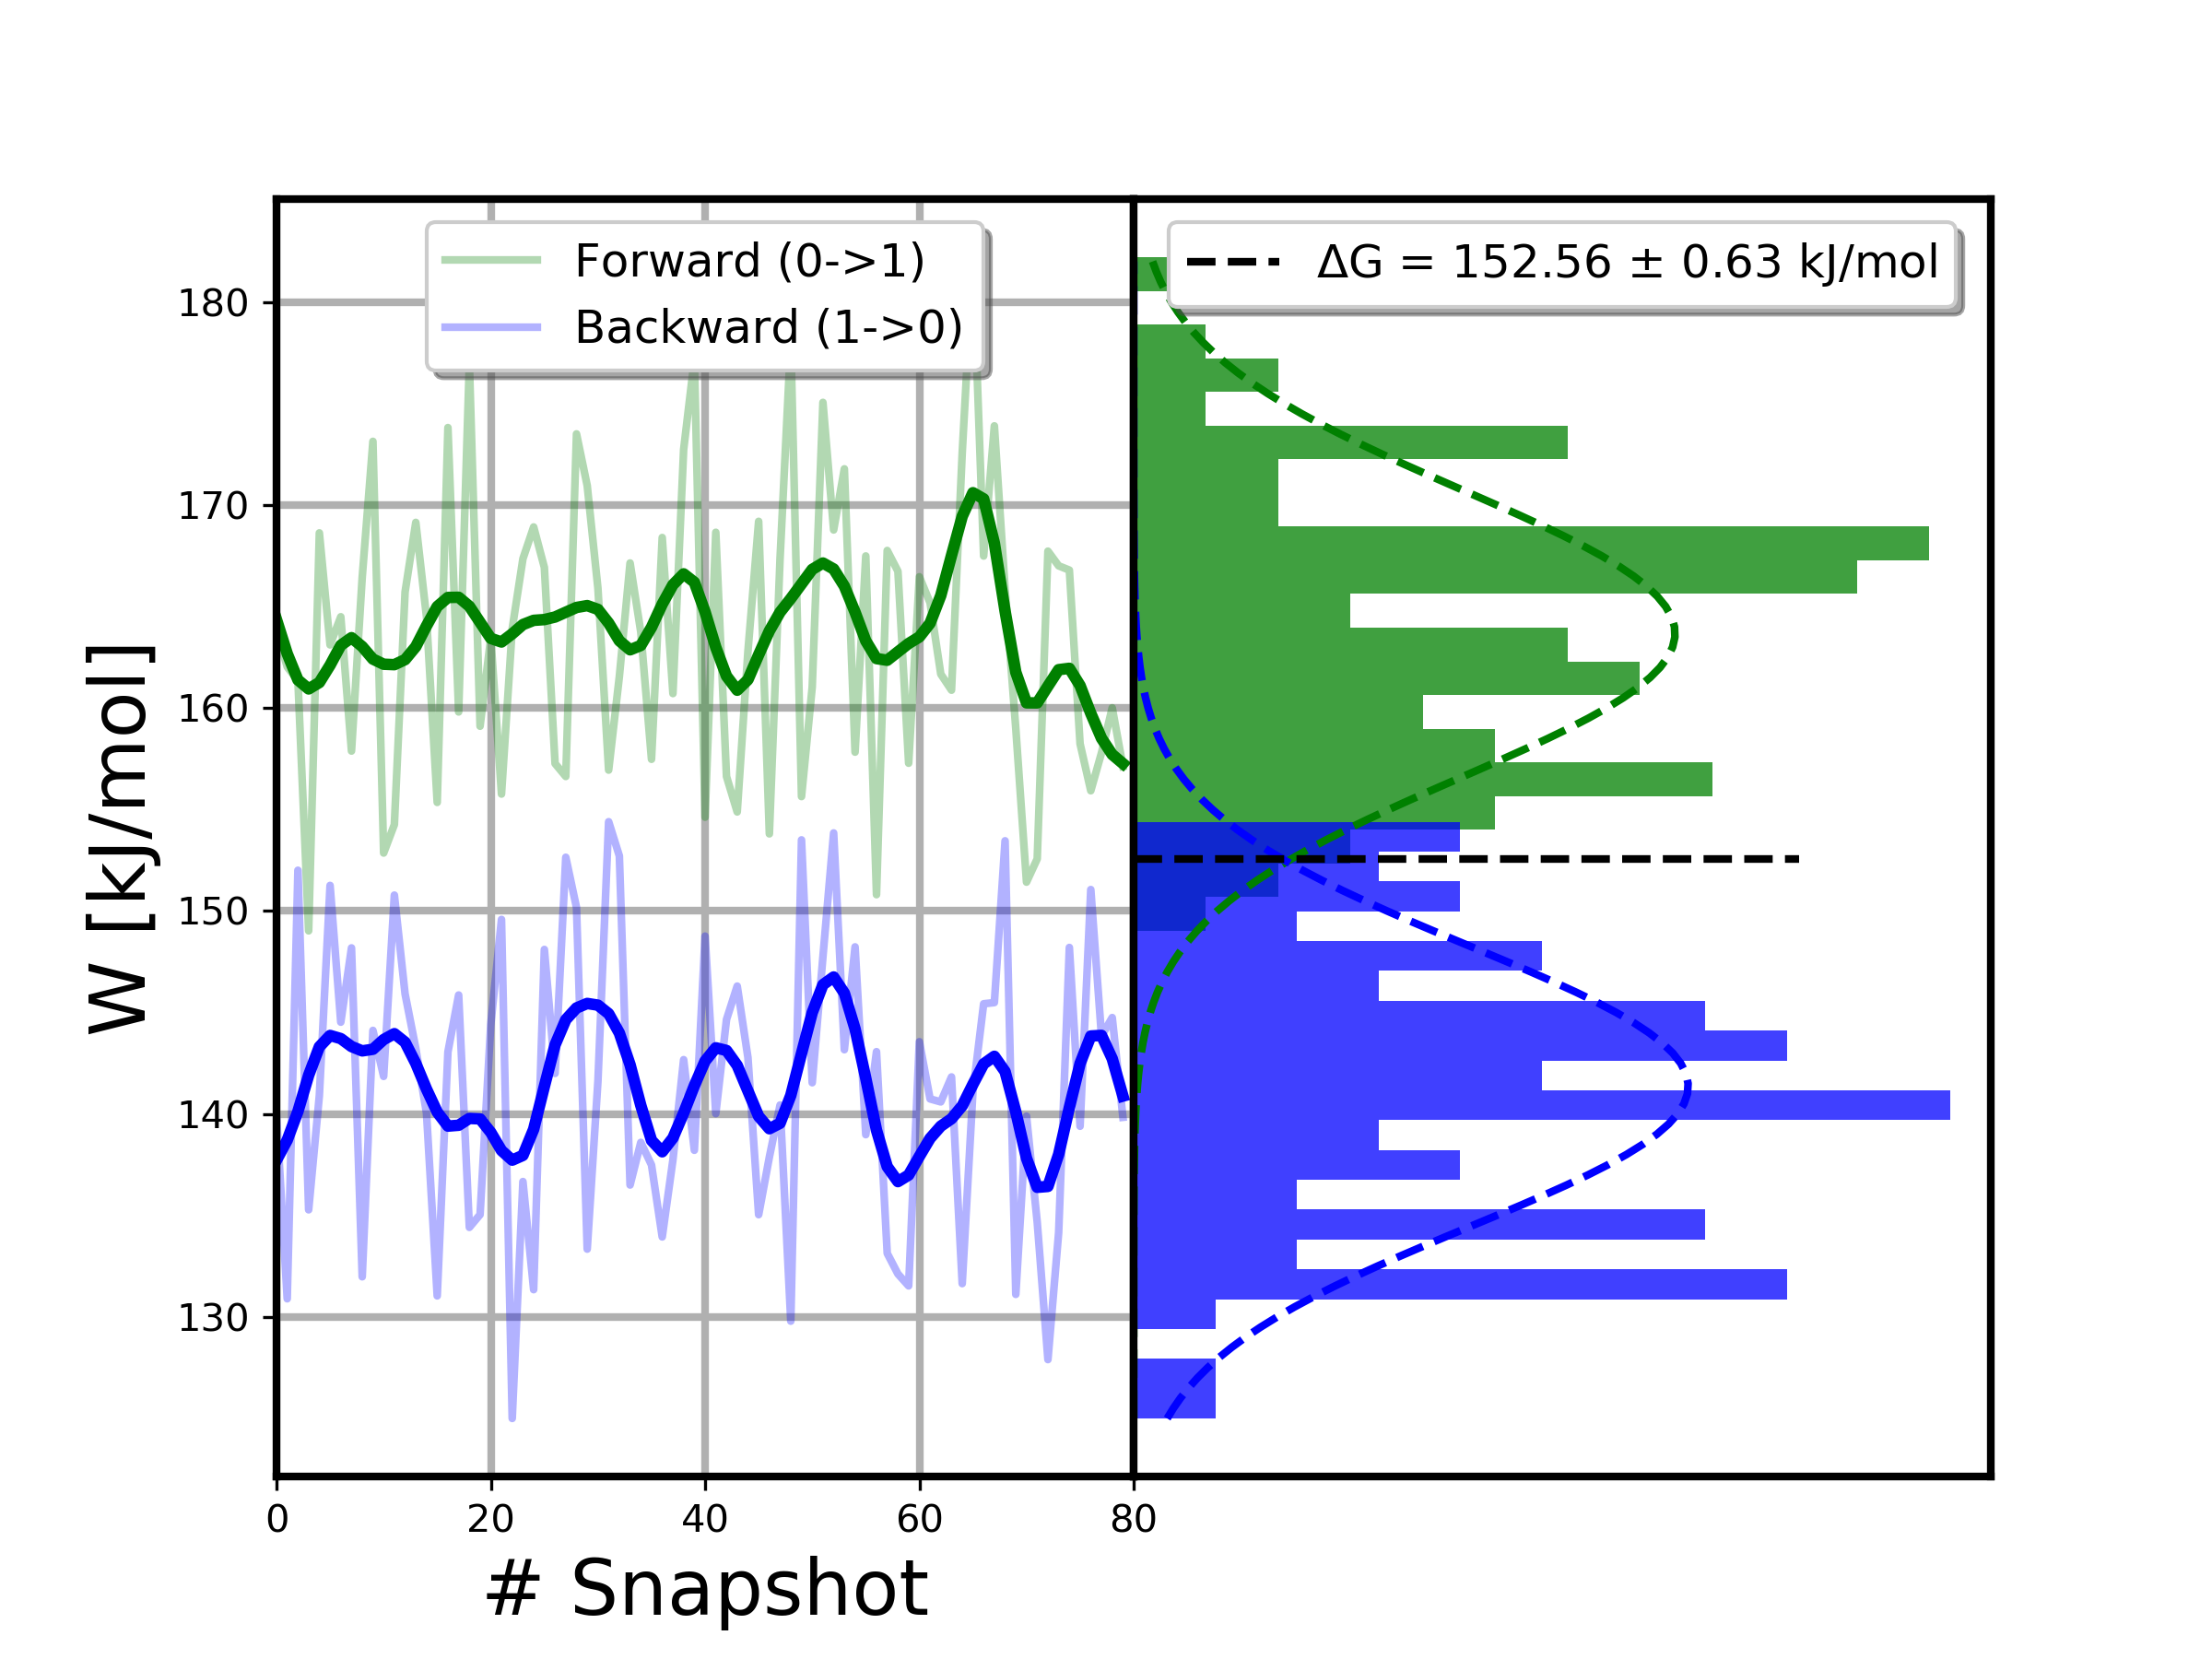 Forward (0->1)
Backward (1->0)
ΔG = 152.56 ± 0.63 kJ/mol
W [kJ/mol]
180
170
160
150
140
130
0 20 40 60 80
# Snapshot